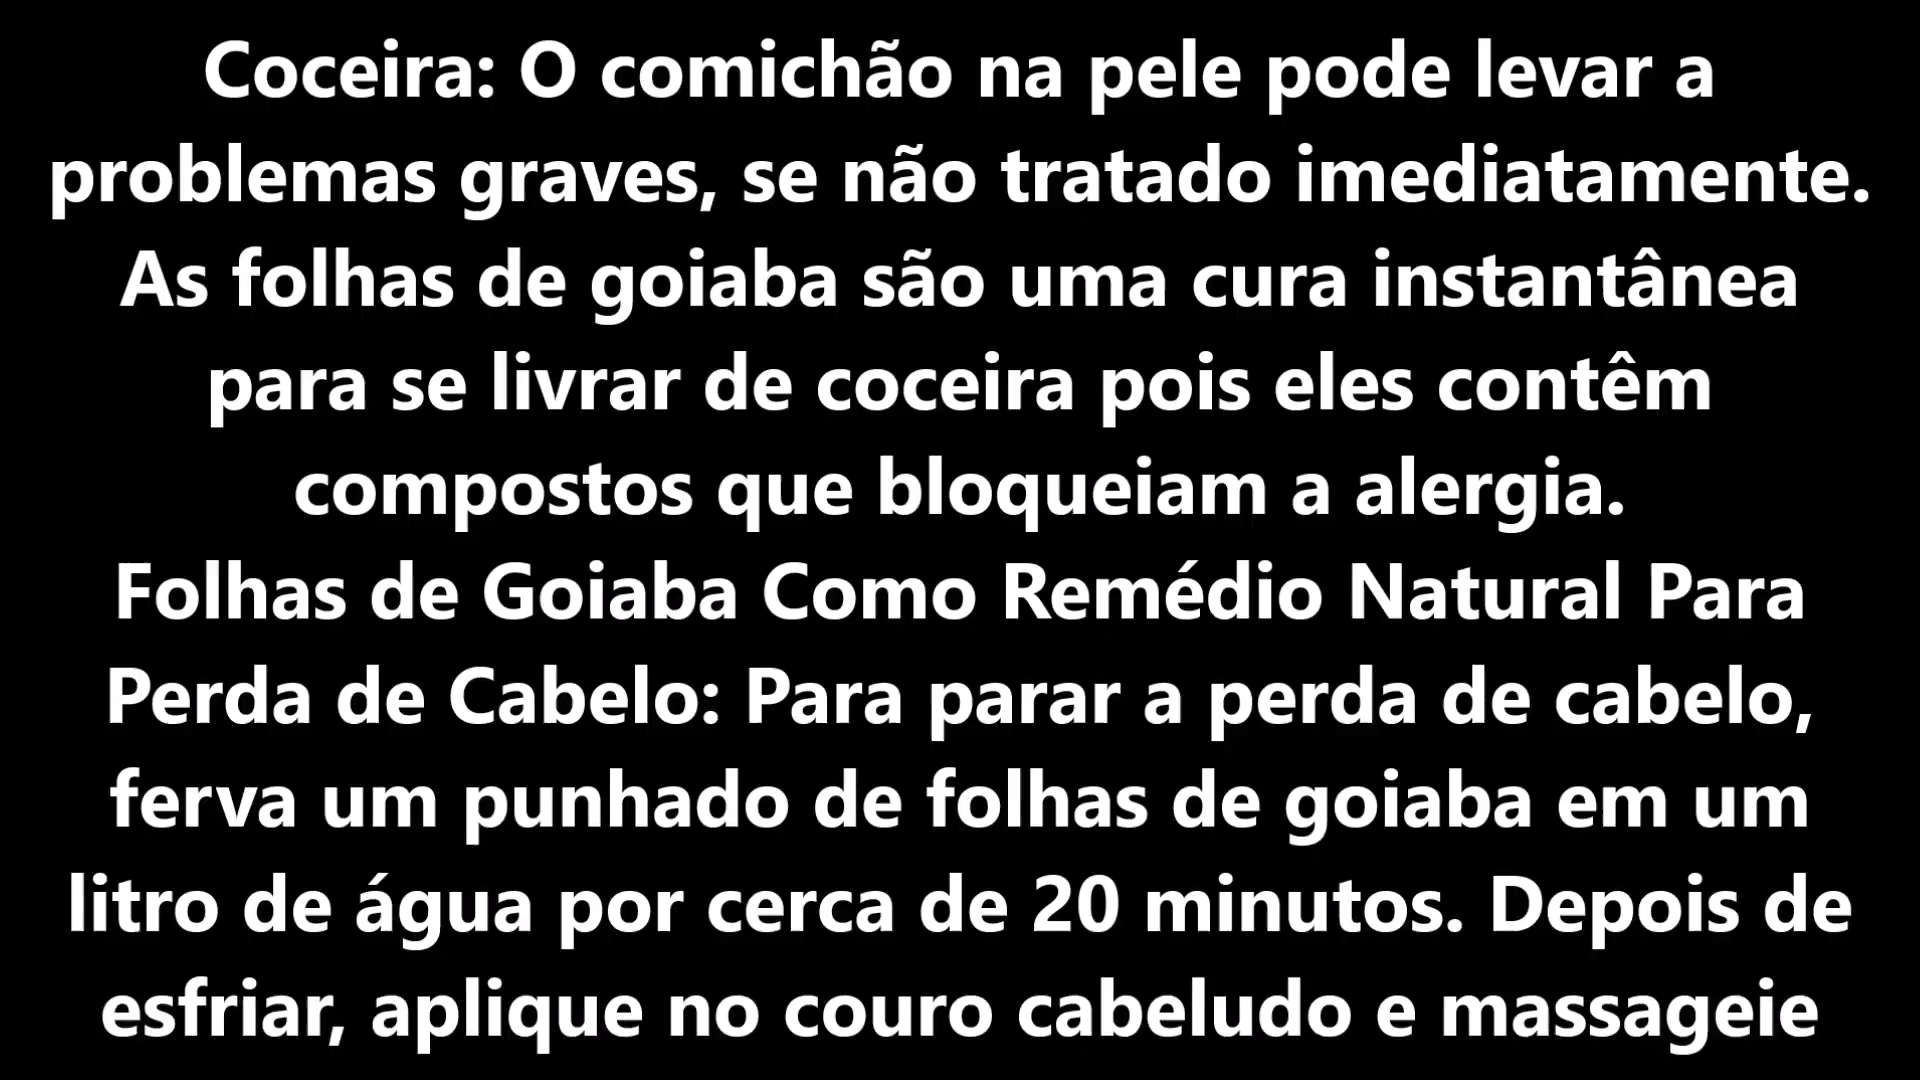 Coceira: O comichão na pele pode levar a
problemas graves, se não tratado imediatamente.
As folhas de goiaba são uma cura instantânea
para se livrar de coceira pois eles contêm
compostos que bloqueiam a alergia.
Folhas de Goiaba Como Remédio Natural Para
Perda de Cabelo: Para parar a perda de cabelo,
ferva um punhado de folhas de goiaba em um
litro de água por cerca de 20 minutos. Depois de
esfriar, aplique no couro cabeludo e massageie